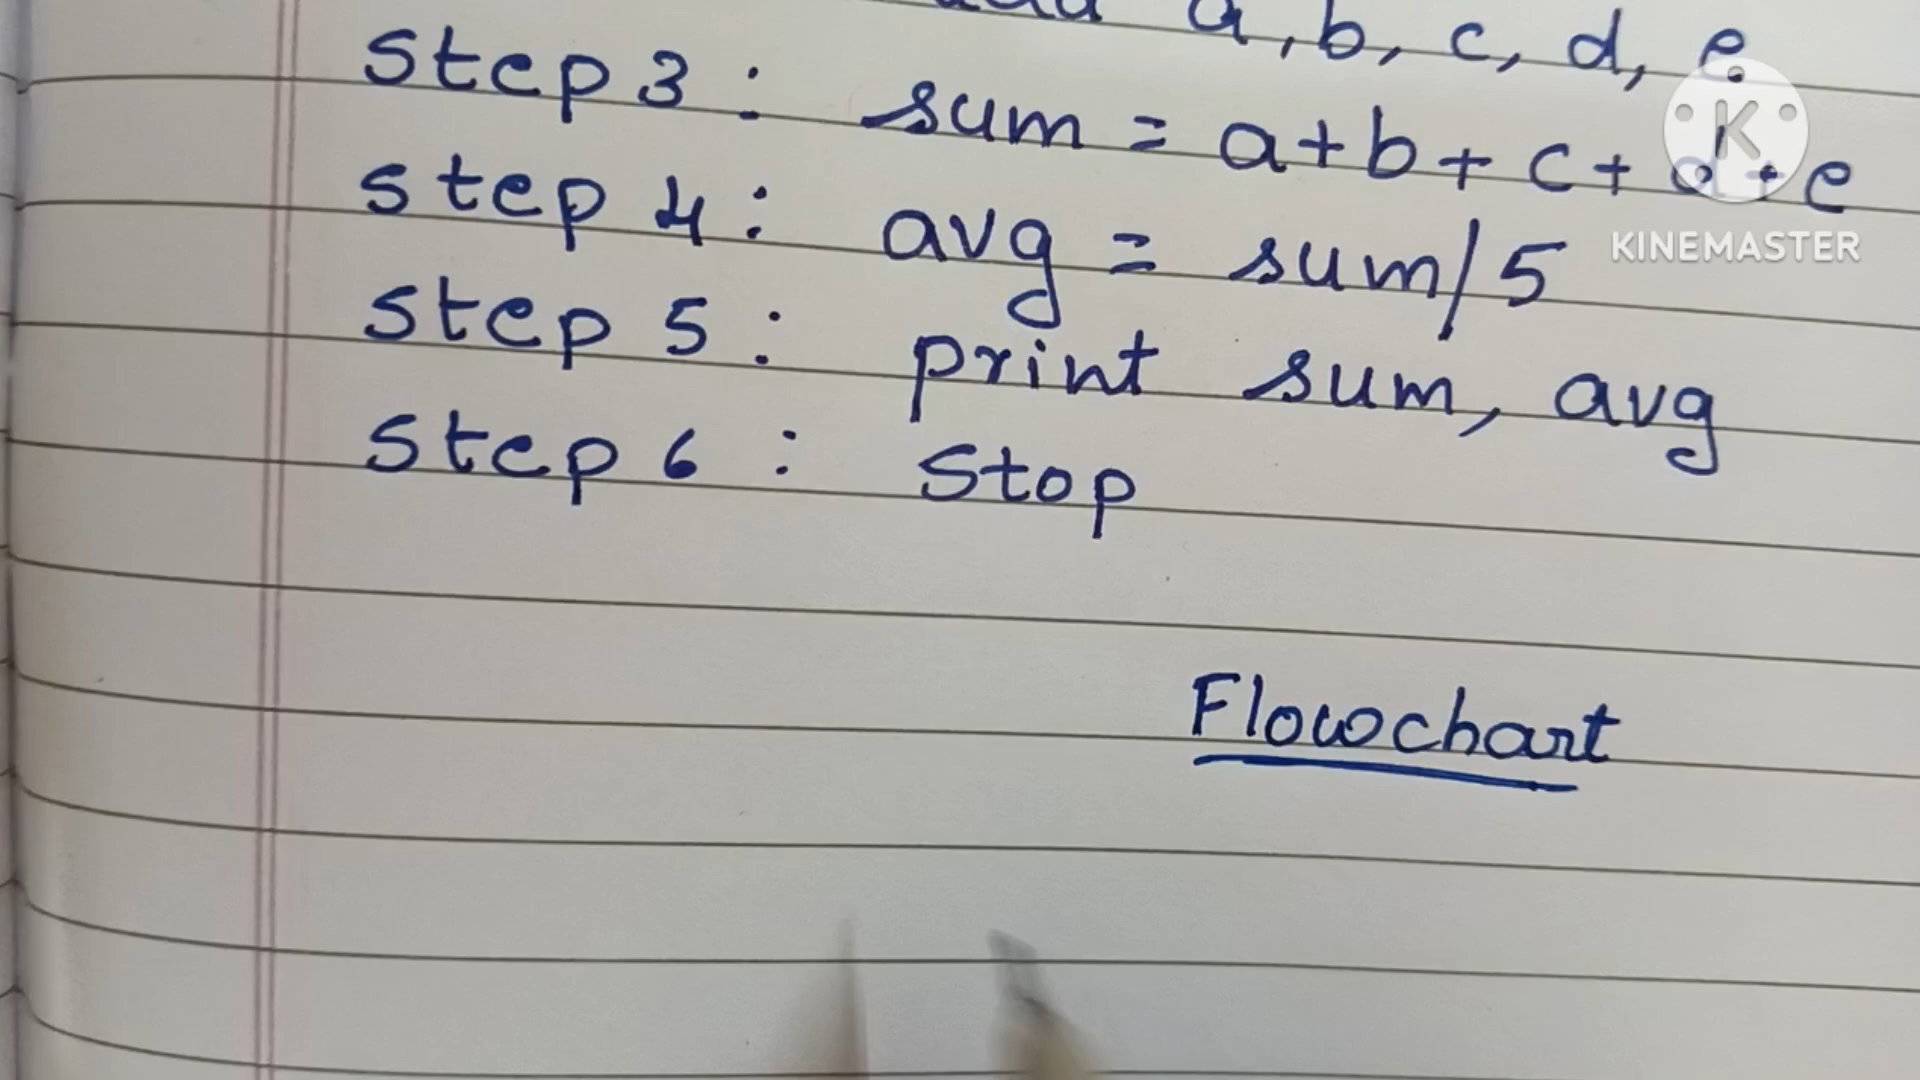 a, b, c, d, e
step 3 : sum = a+b+c+d+e
step 4 : avg = sum/5
step 5 : print sum, avg
step 6 : Stop
Flowchart
K
KINEMASTER